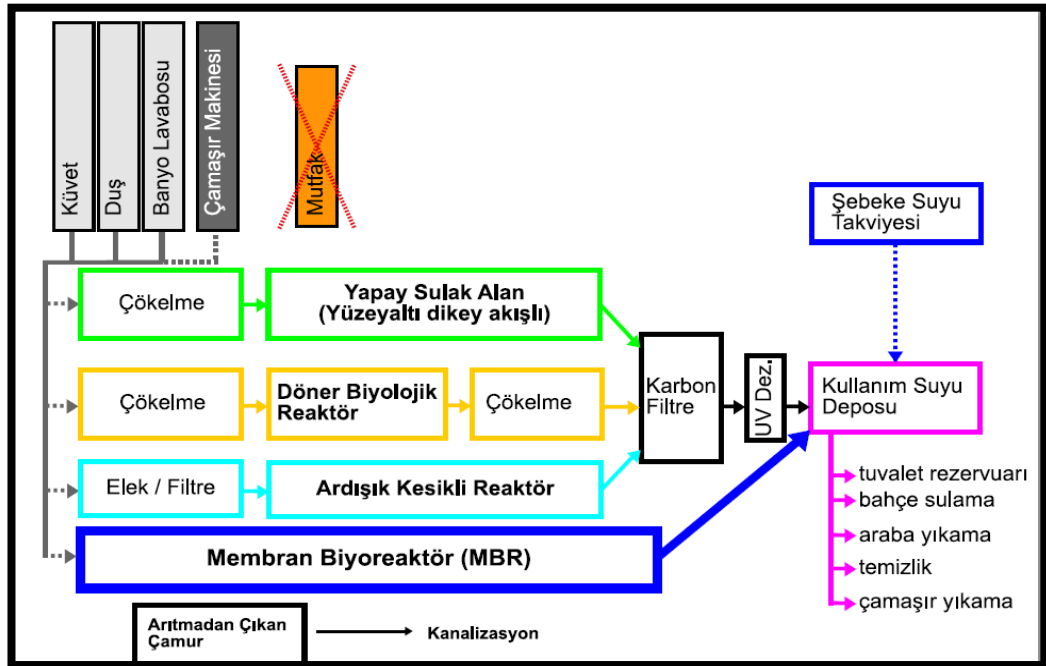 Küvet
Duş
Banyo Lavabosu
Çamaşır Makinesi
Mutfak
Şebeke Suyu
Takviyesi
Çökelme
Yapay Sulak Alan
(Yüzeyaltı dikey akışlı)
Çökelme
Döner Biyolojik
Reaktör
Çökelme
Karbon
Filtre
UV Dez.
Kullanım Suyu
Deposu
Elek / Filtre
Ardışık Kesikli Reaktör
Membran Biyoreaktör (MBR)
tuvalet rezervuarı
bahçe sulama
araba yıkama
temizlik
çamaşır yıkama
Arıtmadan Çıkan
Çamur
Kanalizasyon